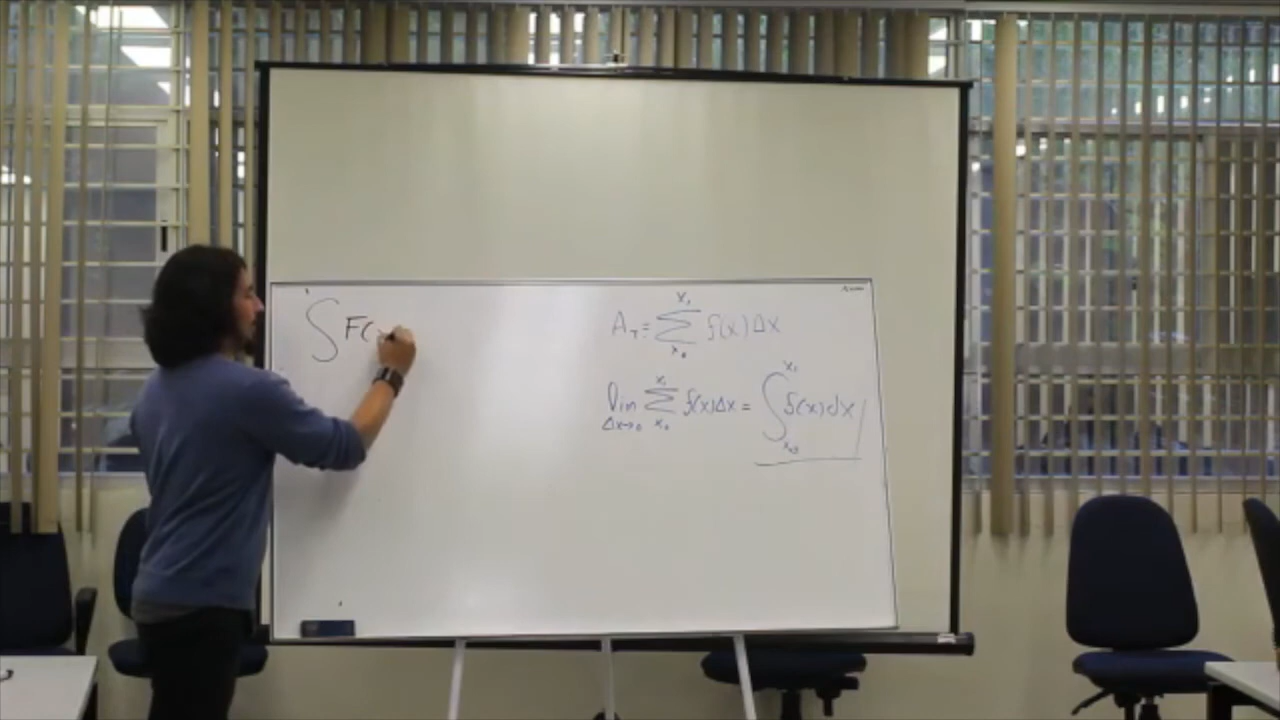 ∫ F(
A_T = Σ_{x_0}^{x_1} f(x) Δx
lim_{Δx→0} Σ_{x_0}^{x_1} f(x)Δx = ∫_{x_0}^{x_1} f(x)dx